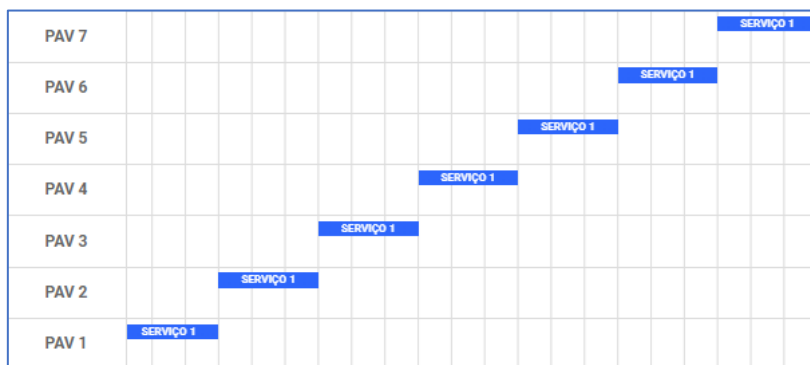 PAV 7 SERVIÇO 1
PAV 6 SERVIÇO 1
PAV 5 SERVIÇO 1
PAV 4 SERVIÇO 1
PAV 3 SERVIÇO 1
PAV 2 SERVIÇO 1
PAV 1 SERVIÇO 1